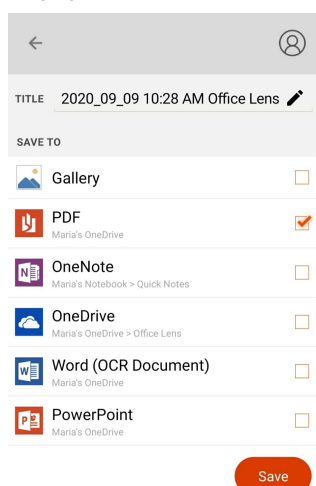 TITLE 2020_09_09 10:28 AM Office Lens
SAVE TO
Gallery
PDF
Maria's OneDrive
OneNote
Maria's Notebook > Quick Notes
OneDrive
Maria's OneDrive > Office Lens
Word (OCR Document)
Maria's OneDrive
PowerPoint
Maria's OneDrive
Save